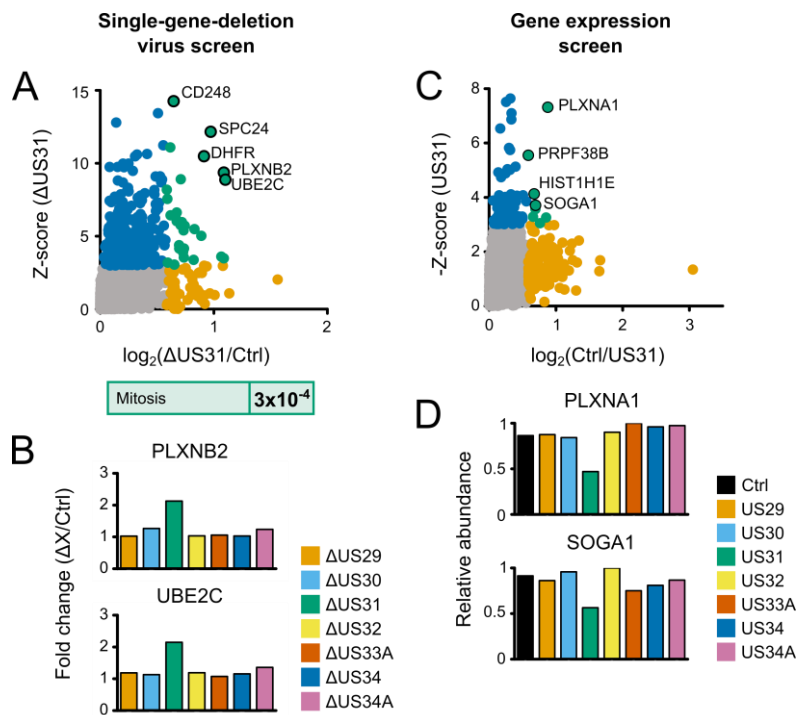 Single-gene-deletion
virus screen
Gene expression
screen
A
15
10
5
0
Z-score (ΔUS31)
CD248
SPC24
DHFR
PLXNB2
UBE2C
0
1
2
log2(ΔUS31/Ctrl)
Mitosis
3x10-4
C
8
6
4
2
0
-Z-score (US31)
PLXNA1
PRPF38B
HIST1H1E
SOGA1
0
1
2
3
log2(Ctrl/US31)
B
Fold change (ΔX/Ctrl)
PLXNB2
3
2
1
0
UBE2C
3
2
1
0
ΔUS29
ΔUS30
ΔUS31
ΔUS32
ΔUS33A
ΔUS34
ΔUS34A
D
Relative abundance
PLXNA1
1
0.5
0
SOGA1
1
0.5
0
Ctrl
US29
US30
US31
US32
US33A
US34
US34A